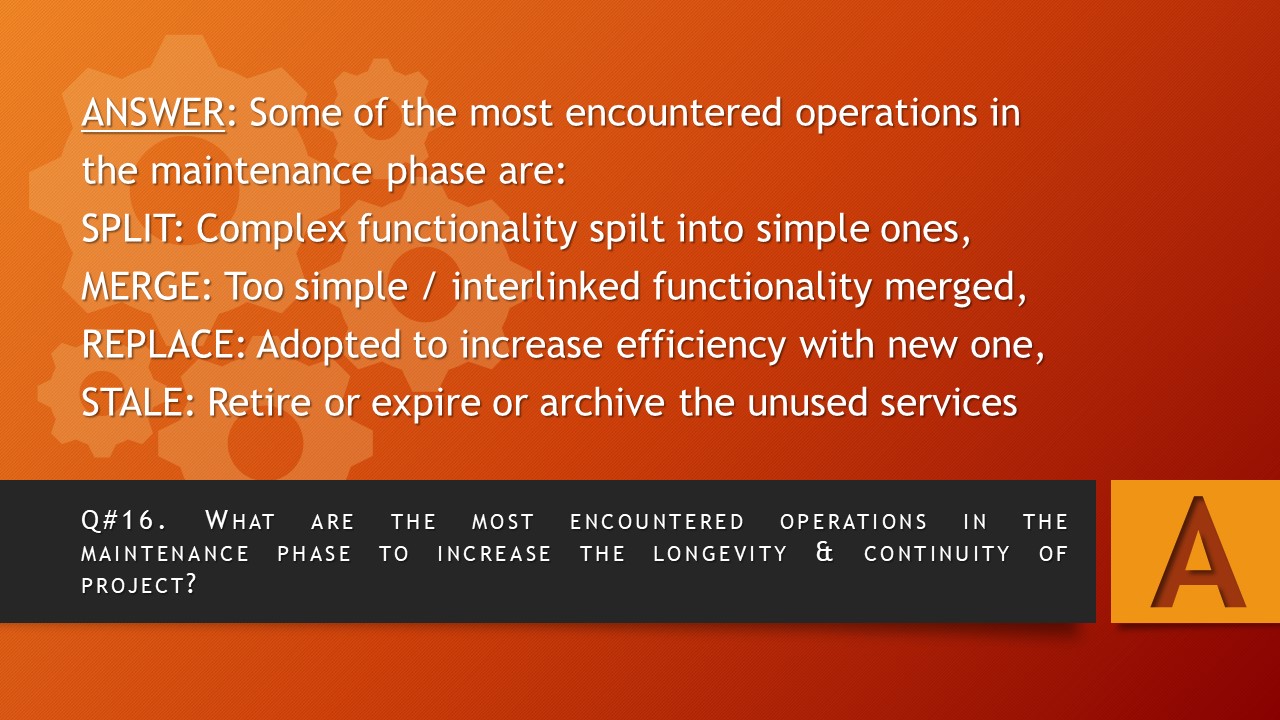 ANSWER: Some of the most encountered operations in
the maintenance phase are:
SPLIT: Complex functionality spilt into simple ones,
MERGE: Too simple / interlinked functionality merged,
REPLACE: Adopted to increase efficiency with new one,
STALE: Retire or expire or archive the unused services
Q#16. What are the most encountered operations in the
maintenance phase to increase the longevity & continuity of
project?
A